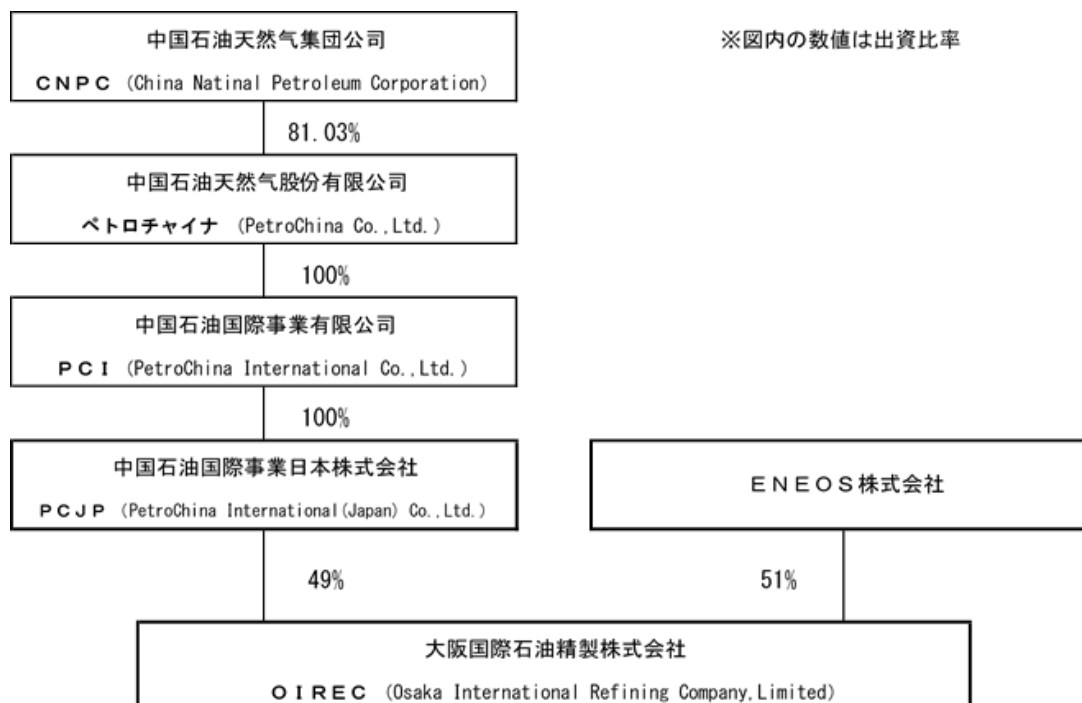 中国石油天然气集団公司
※図内の数値は出資比率
ＣＮＰＣ (China Natinal Petroleum Corporation)
81.03%
中国石油天然气股份有限公司
ペトロチャイナ (PetroChina Co.,Ltd.)
100%
中国石油国際事業有限公司
ＰＣＩ (PetroChina International Co.,Ltd.)
100%
中国石油国際事業日本株式会社
ＰＣＪＰ (PetroChina International(Japan) Co.,Ltd.)
ＥＮＥＯＳ株式会社
49%
51%
大阪国際石油精製株式会社
ＯＩＲＥＣ (Osaka International Refining Company,Limited)